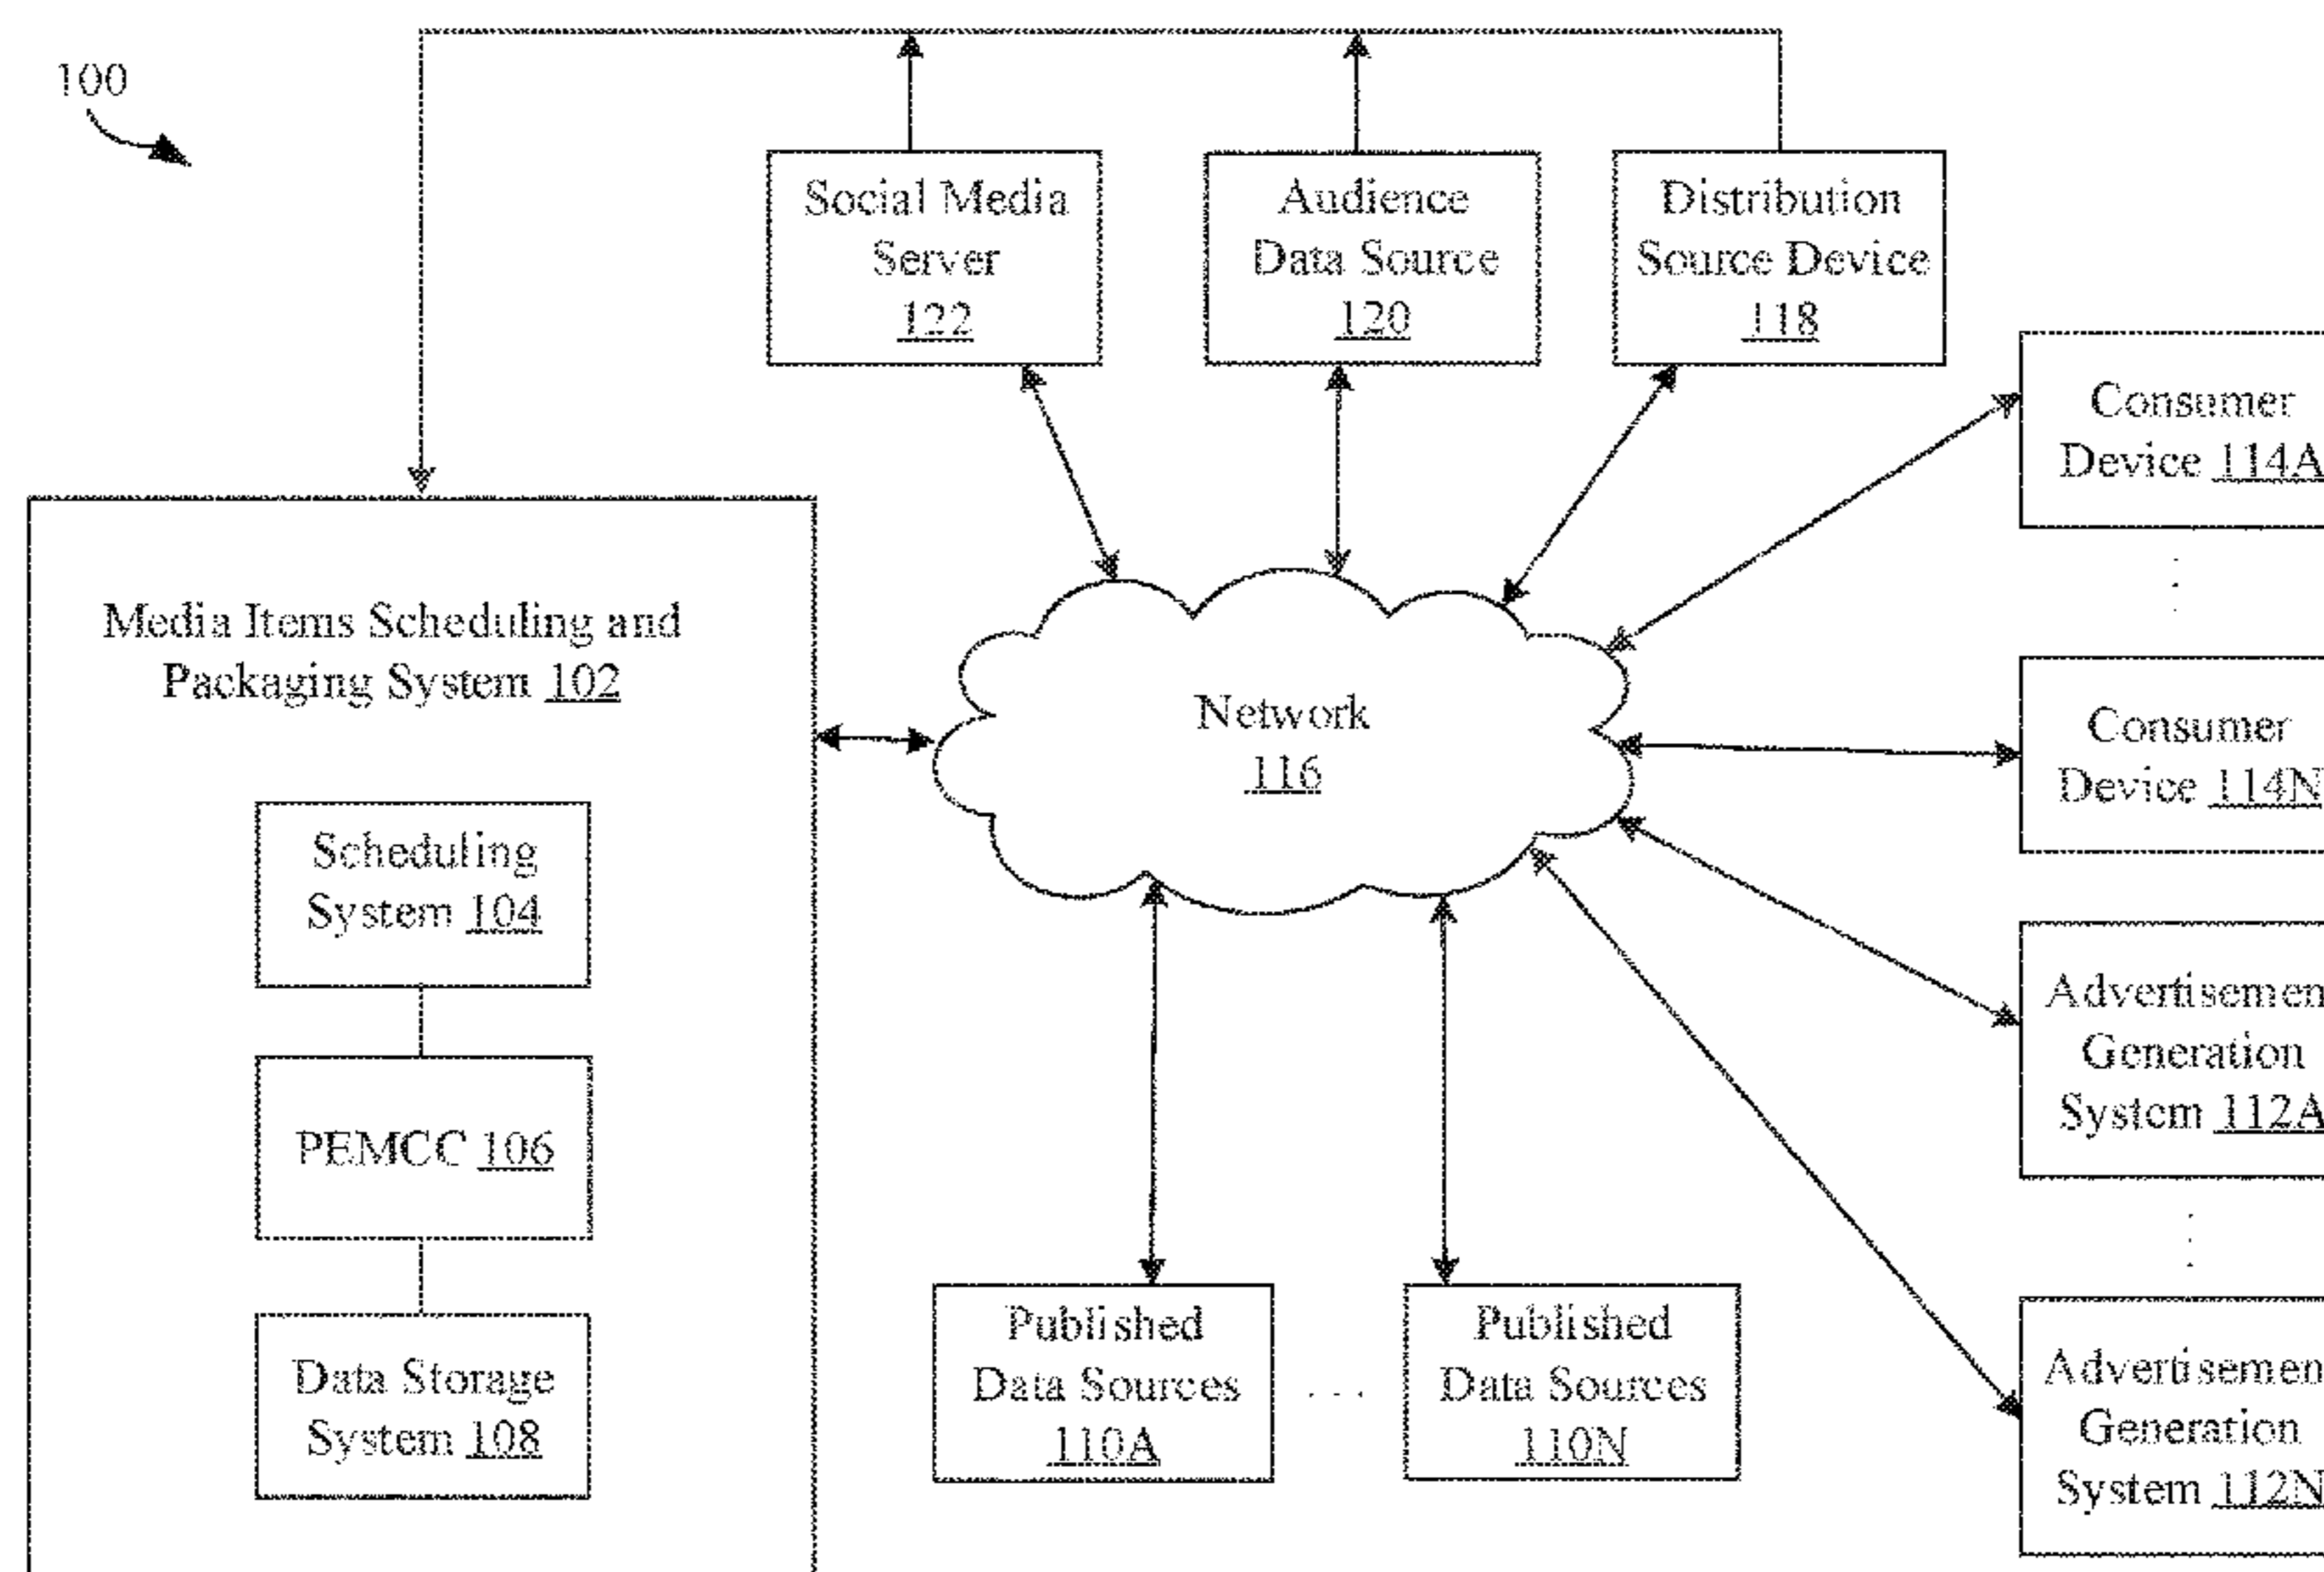 100
Social Media
Server
122
Audience
Data Source
120
Distribution
Source Device
118
Consumer
Device 114A
Media Items Scheduling and
Packaging System 102
Network
116
Consumer
Device 114N
Scheduling
System 104
Advertisemen
Generation
System 112A
PEMCC 106
Published
Data Sources
110A
. . .
Published
Data Sources
110N
Data Storage
System 108
Advertisemen
Generation
System 112N